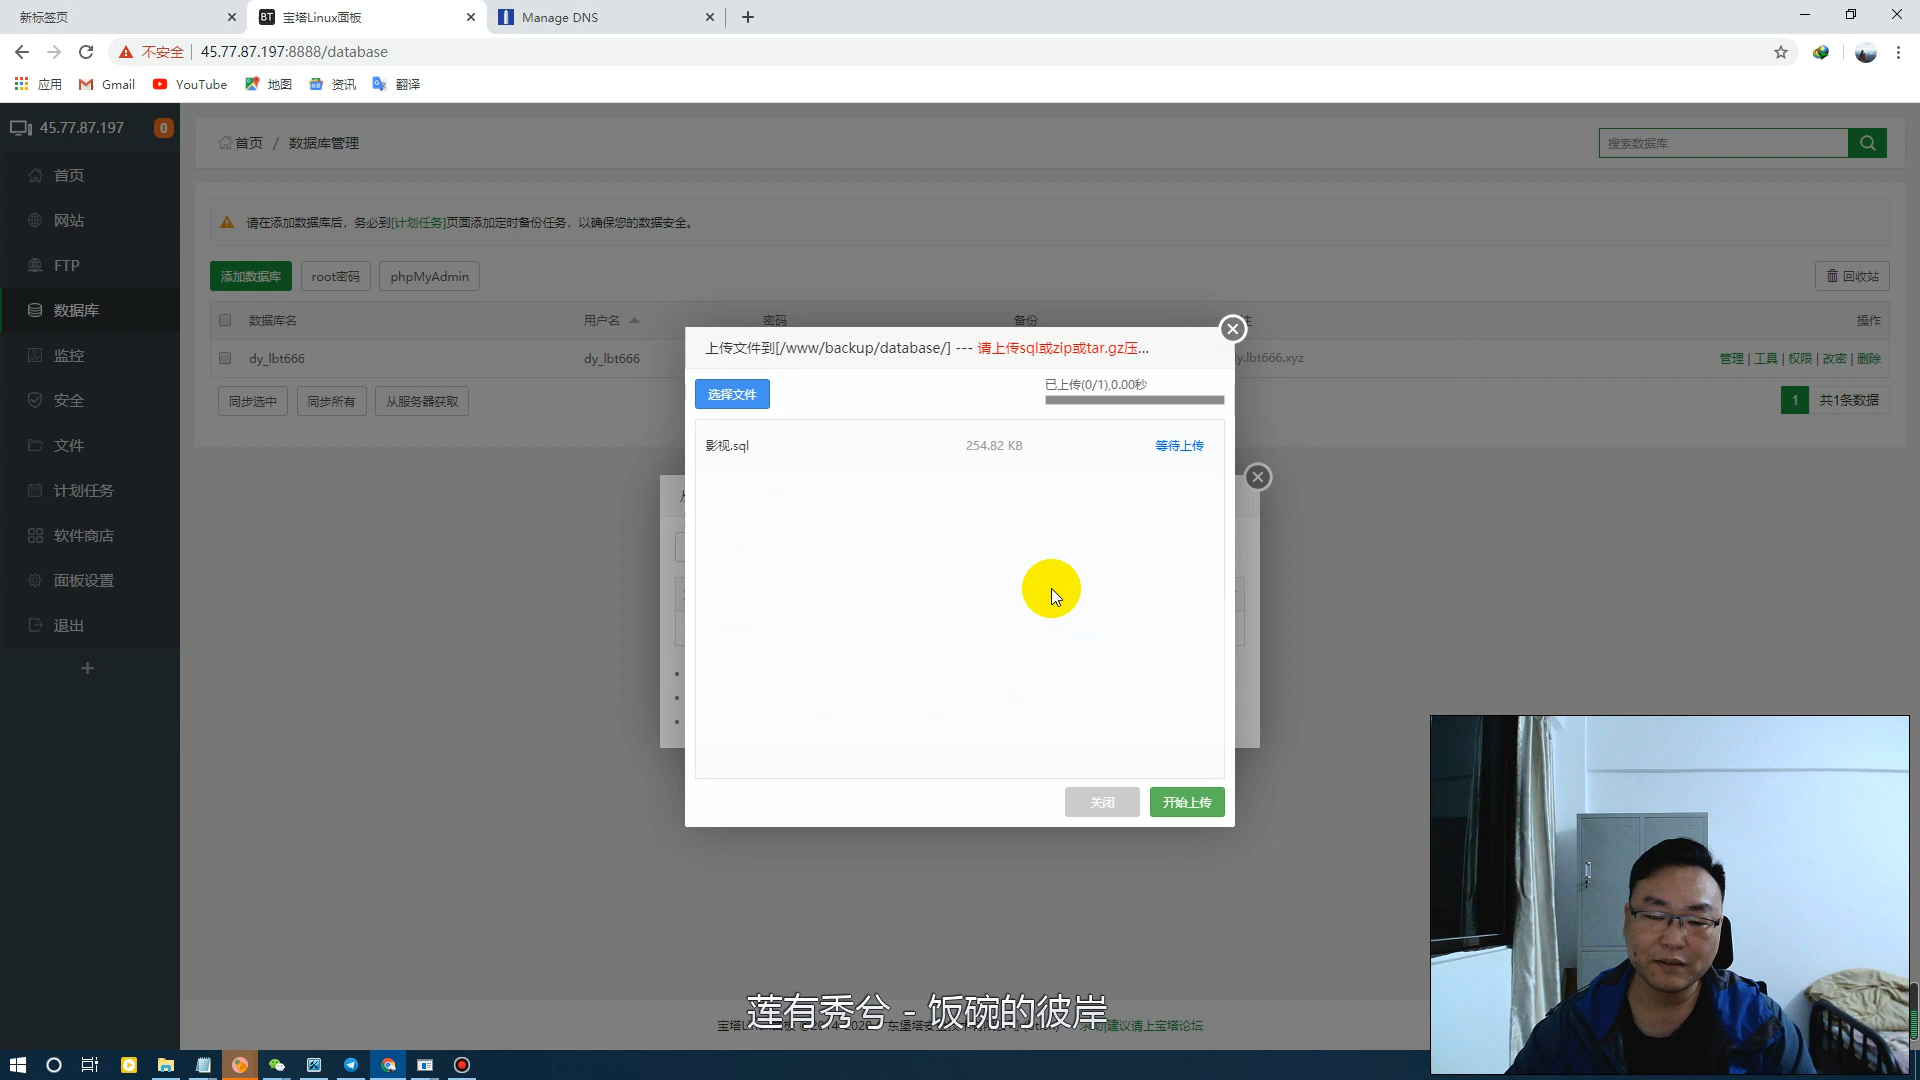 新标签页
BT 宝塔Linux面板
Manage DNS
不安全 45.77.87.197:8888/database
应用 Gmail YouTube 地图 资讯 翻译
45.77.87.197 0
首页
网站
FTP
数据库
监控
安全
文件
计划任务
软件商店
面板设置
退出
首页 / 数据库管理
搜索数据库
请在添加数据库后，务必到[计划任务]页面添加定时备份任务，以确保您的数据安全。
添加数据库 root密码 phpMyAdmin 回收站
数据库名 用户名 密码 备份 操作
dy_lbt666 dy_lbt666 y.lbt666.xyz 管理 | 工具 | 权限 | 改密 | 删除
同步选中 同步所有 从服务器获取 1 共1条数据
上传文件到[/www/backup/database/] --- 请上传sql或zip或tar.gz压...
选择文件 已上传(0/1),0.00秒
影视.sql 254.82 KB 等待上传
关闭 开始上传
莲有秀兮 - 饭碗的彼岸
建议请上宝塔论坛